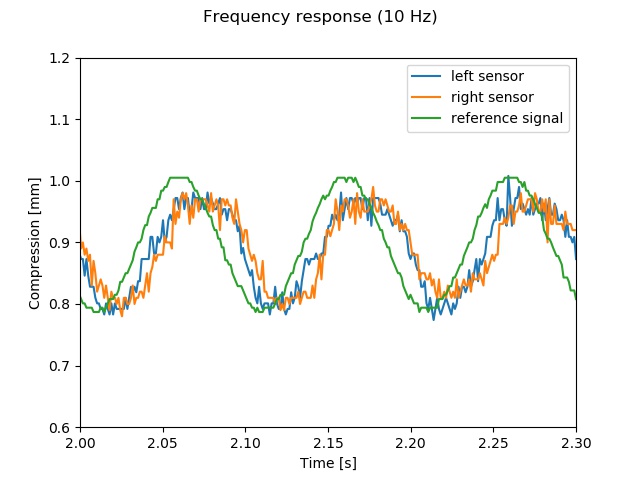 Frequency response (10 Hz)
1.2
1.1
1.0
0.9
0.8
0.7
0.6
Compression [mm]
left sensor
right sensor
reference signal
2.00
2.05
2.10
2.15
2.20
2.25
2.30
Time [s]